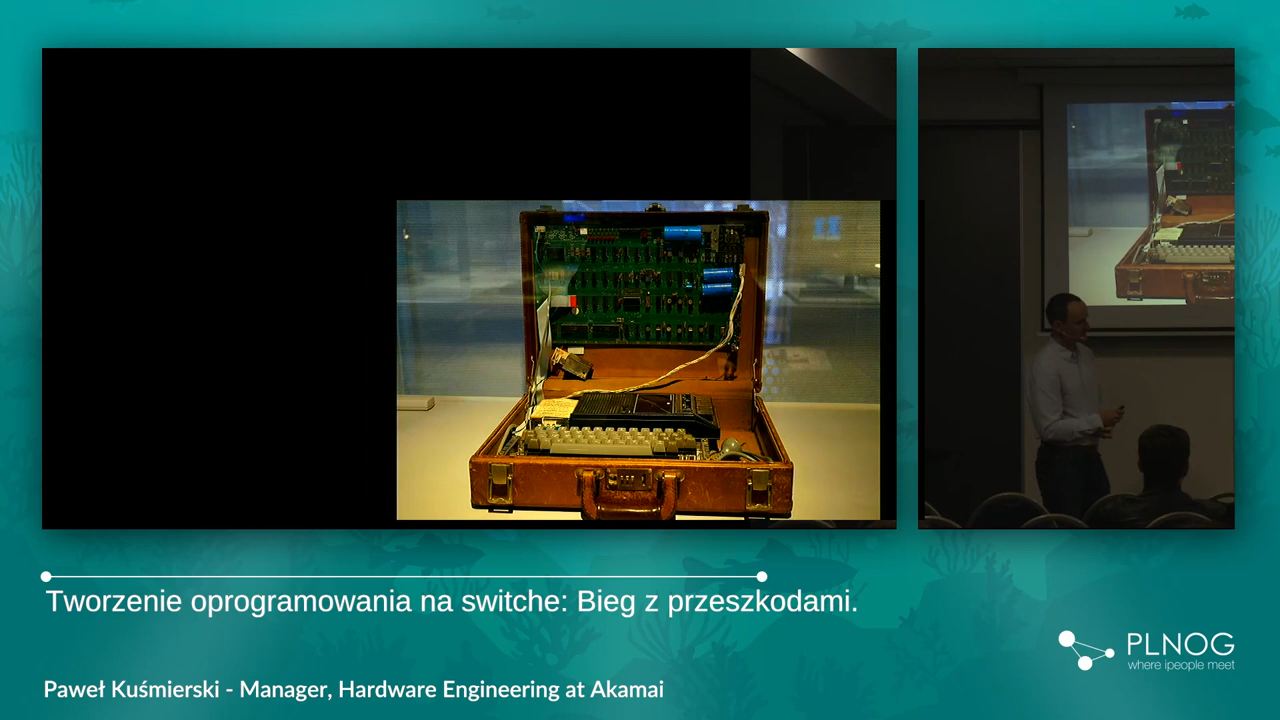 Tworzenie oprogramowania na switche: Bieg z przeszkodami.
PLNOG
where ipeople meet
Paweł Kuśmierski - Manager, Hardware Engineering at Akamai